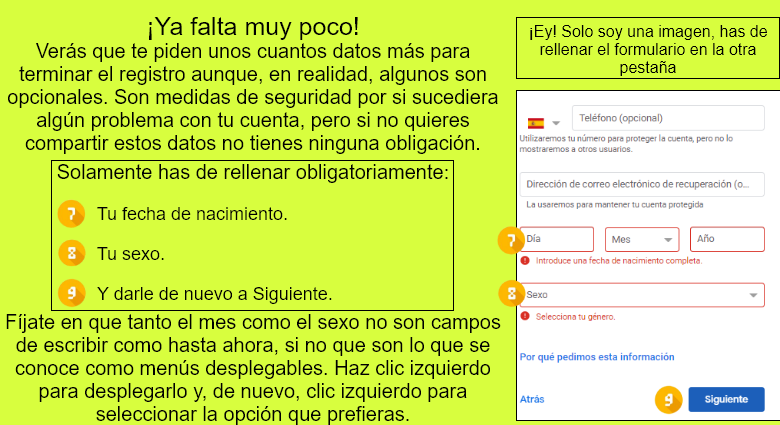 ¡Ya falta muy poco!
Verás que te piden unos cuantos datos más para
terminar el registro aunque, en realidad, algunos son
opcionales. Son medidas de seguridad por si sucediera
algún problema con tu cuenta, pero si no quieres
compartir estos datos no tienes ninguna obligación.
Solamente has de rellenar obligatoriamente:
7 Tu fecha de nacimiento.
8 Tu sexo.
9 Y darle de nuevo a Siguiente.
Fíjate en que tanto el mes como el sexo no son campos
de escribir como hasta ahora, si no que son lo que se
conoce como menús desplegables. Haz clic izquierdo
para desplegarlo y, de nuevo, clic izquierdo para
seleccionar la opción que prefieras.
¡Ey! Solo soy una imagen, has de
rellenar el formulario en la otra
pestaña
Teléfono (opcional)
Utilizaremos tu número para proteger la cuenta, pero no lo
mostraremos a otros usuarios.
Dirección de correo electrónico de recuperación (o...
La usaremos para mantener tu cuenta protegida
7 Día Mes Año
Introduce una fecha de nacimiento completa.
8 Sexo
Selecciona tu género.
Por qué pedimos esta información
Atrás 9 Siguiente